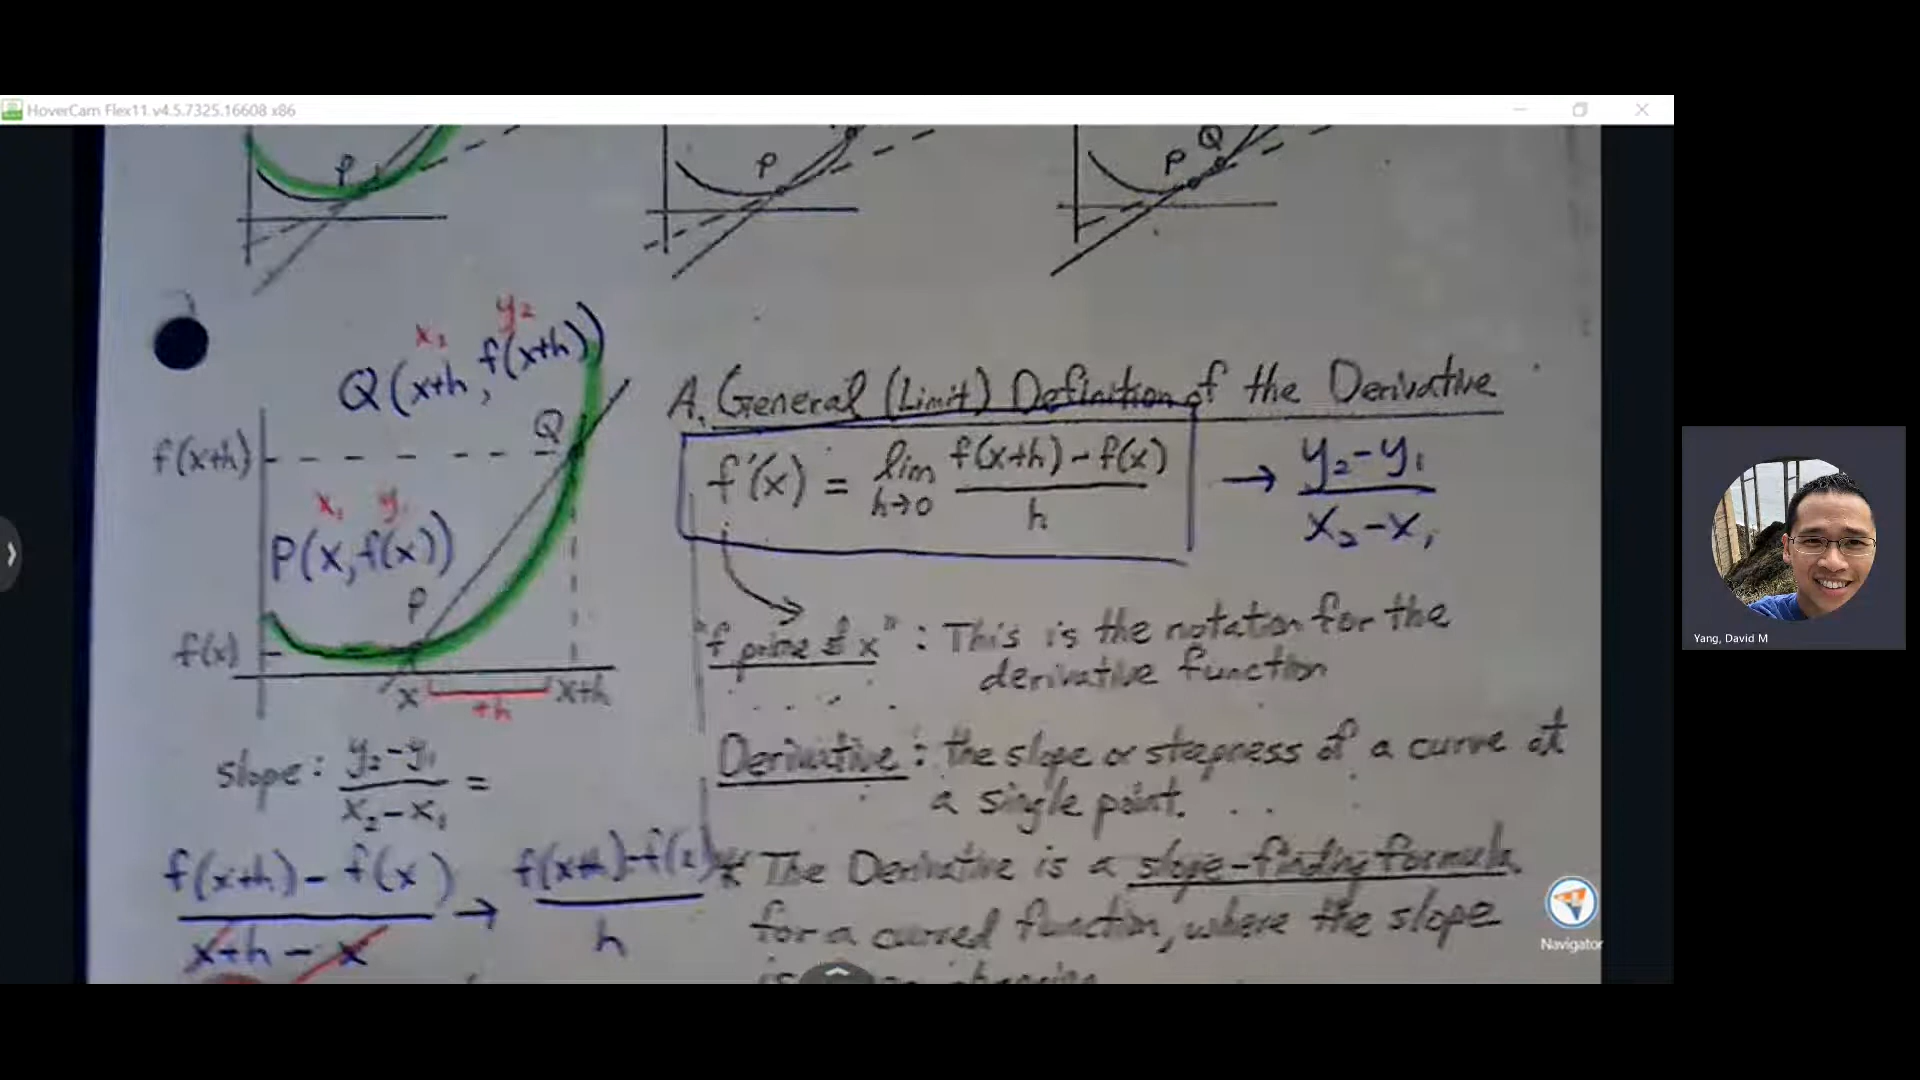 HoverCam Flex11 v4.5.7325.16608 x86
P
P
P Q
x₂ y₂
Q(x+h, f(x+h))
Q
f(x+h)
x₁ y₁
P(x, f(x))
P
f(x)
x x+h
+h
slope: y₂-y₁ / x₂-x₁ =
f(x+h) - f(x) / x+h - x → f(x+h)-f(x) / h
A. General (Limit) Definition of the Derivative
f'(x) = lim h→0 f(x+h)-f(x) / h → y₂-y₁ / x₂-x₁
"f prime of x" : This is the notation for the
derivative function
Derivative : the slope or steepness of a curve at
a single point.
* The Derivative is a slope-finding formula
for a curved function, where the slope
Navigator
Yang, David M